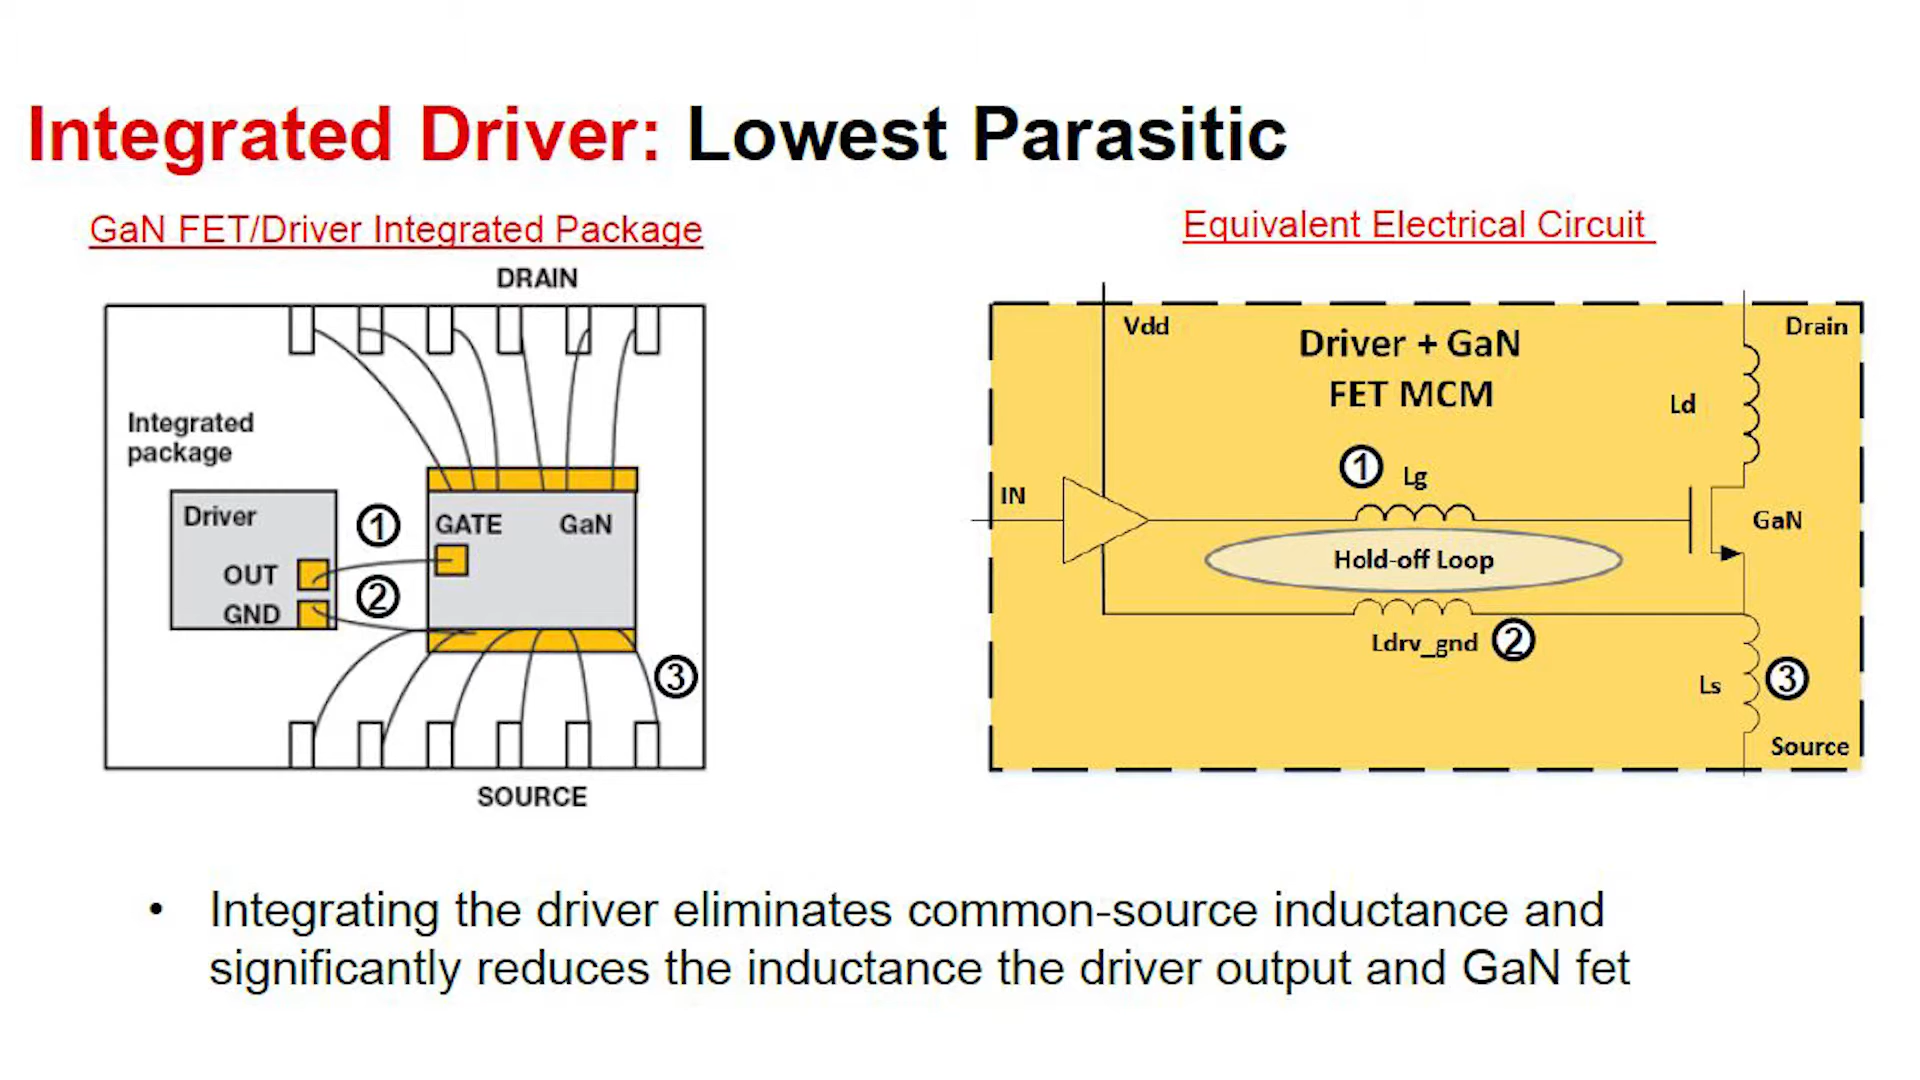 Integrated Driver: Lowest Parasitic
GaN FET/Driver Integrated Package
DRAIN
Integrated
package
Driver
OUT
GND
1
2
GATE
GaN
3
SOURCE
Equivalent Electrical Circuit
Vdd
Driver + GaN
FET MCM
Drain
Ld
1
Lg
IN
GaN
Hold-off Loop
Ldrv_gnd
2
Ls
3
Source
• Integrating the driver eliminates common-source inductance and
significantly reduces the inductance the driver output and GaN fet